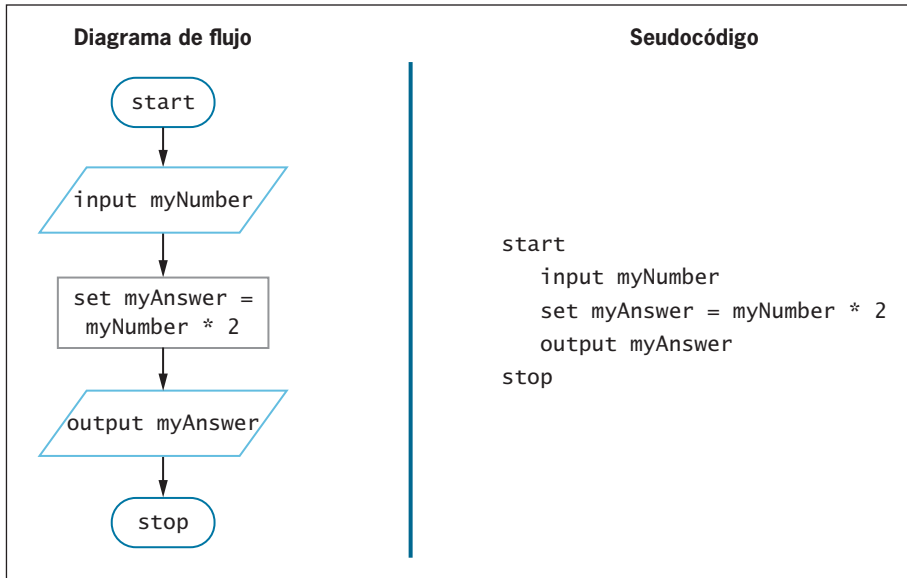 Diagrama de flujo
start
input myNumber
set myAnswer =
myNumber * 2
output myAnswer
stop
Seudocódigo
start
input myNumber
set myAnswer = myNumber * 2
output myAnswer
stop